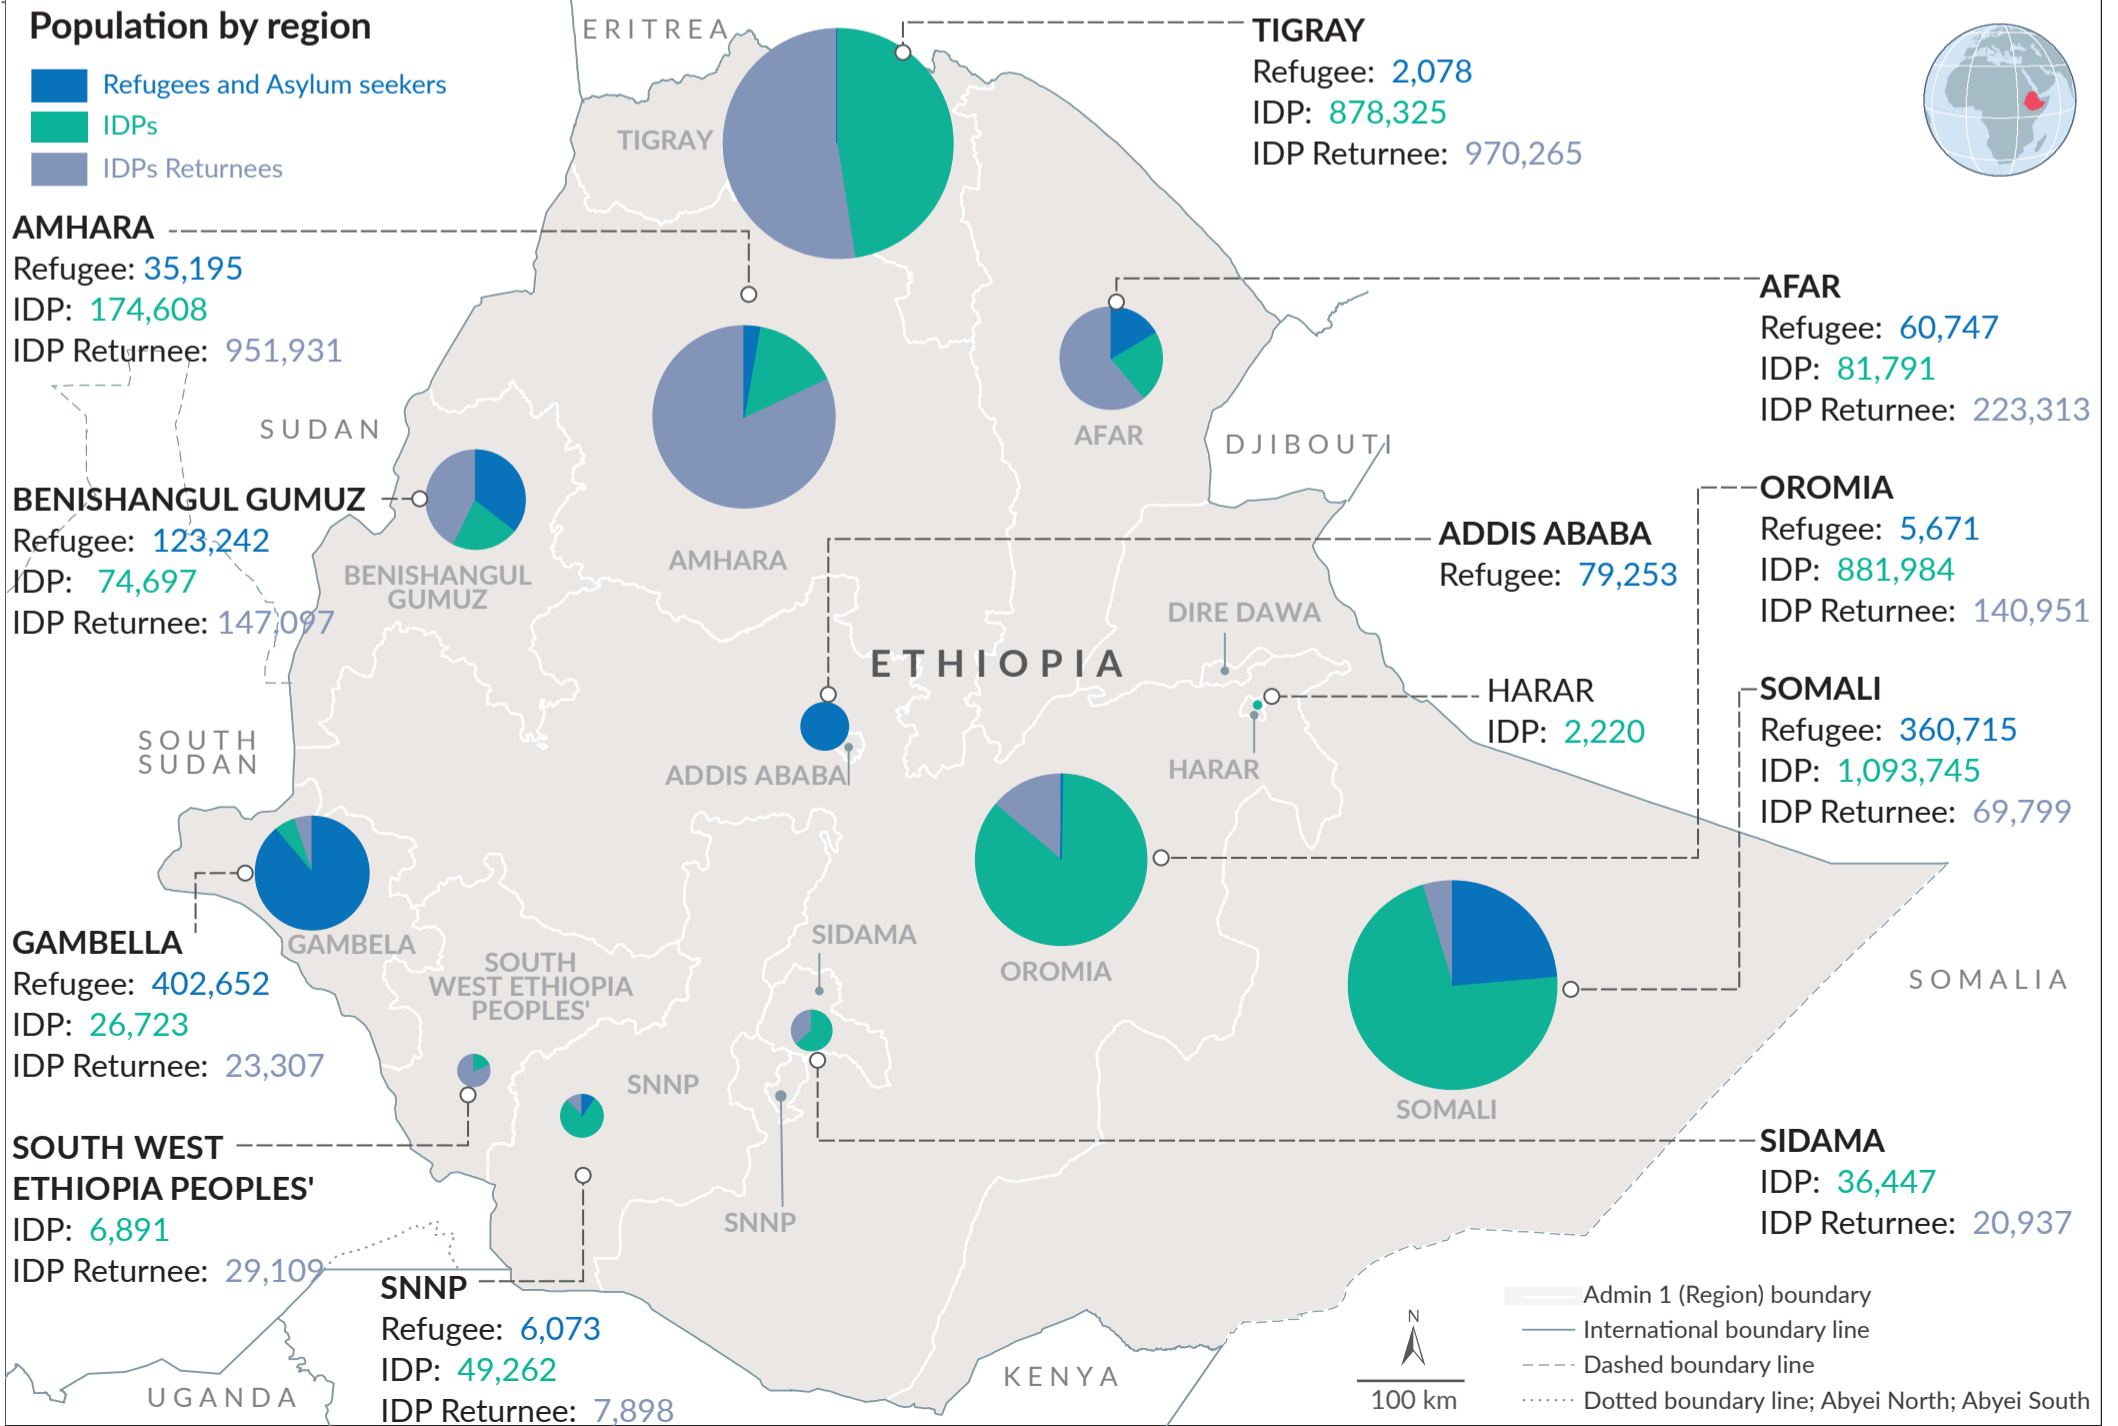 Population by region
Refugees and Asylum seekers
IDPs
IDPs Returnees
ERITREA
TIGRAY
Refugee: 2,078
IDP: 878,325
IDP Returnee: 970,265
TIGRAY
AMHARA
Refugee: 35,195
IDP: 174,608
IDP Returnee: 951,931
AFAR
Refugee: 60,747
IDP: 81,791
IDP Returnee: 223,313
SUDAN
AFAR
DJIBOUTI
BENISHANGUL GUMUZ
Refugee: 123,242
IDP: 74,697
IDP Returnee: 147,097
BENISHANGUL
GUMUZ
AMHARA
ADDIS ABABA
Refugee: 79,253
OROMIA
Refugee: 5,671
IDP: 881,984
IDP Returnee: 140,951
DIRE DAWA
ETHIOPIA
HARAR
IDP: 2,220
SOMALI
Refugee: 360,715
IDP: 1,093,745
IDP Returnee: 69,799
SOUTH
SUDAN
ADDIS ABABA
HARAR
GAMBELLA
Refugee: 402,652
IDP: 26,723
IDP Returnee: 23,307
GAMBELA
SOUTH
WEST ETHIOPIA
PEOPLES'
SIDAMA
OROMIA
SOMALIA
SNNP
SOMALI
SOUTH WEST
ETHIOPIA PEOPLES'
IDP: 6,891
IDP Returnee: 29,109
SIDAMA
IDP: 36,447
IDP Returnee: 20,937
SNNP
SNNP
Refugee: 6,073
IDP: 49,262
IDP Returnee: 7,898
UGANDA
KENYA
N
100 km
Admin 1 (Region) boundary
International boundary line
Dashed boundary line
Dotted boundary line; Abyei North; Abyei South